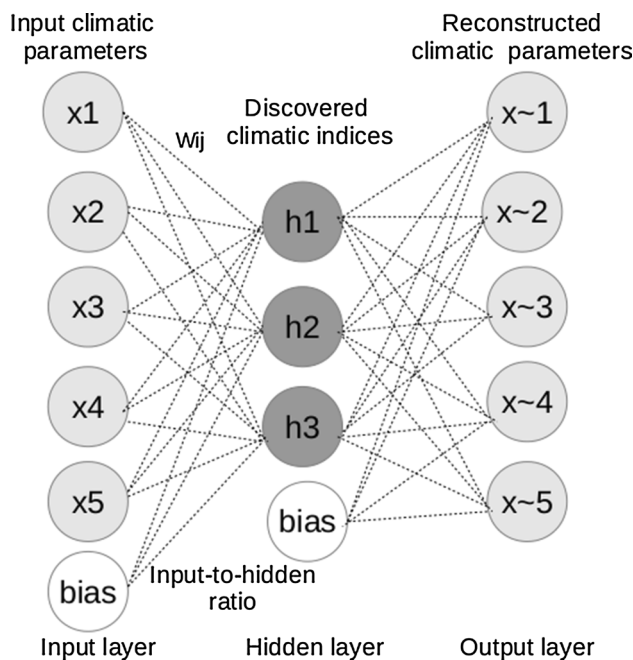 Input climatic
parameters
Reconstructed
climatic parameters
Discovered
climatic indices
Wij
x1
x2
x3
x4
x5
bias
h1
h2
h3
bias
x~1
x~2
x~3
x~4
x~5
Input-to-hidden
ratio
Input layer
Hidden layer
Output layer